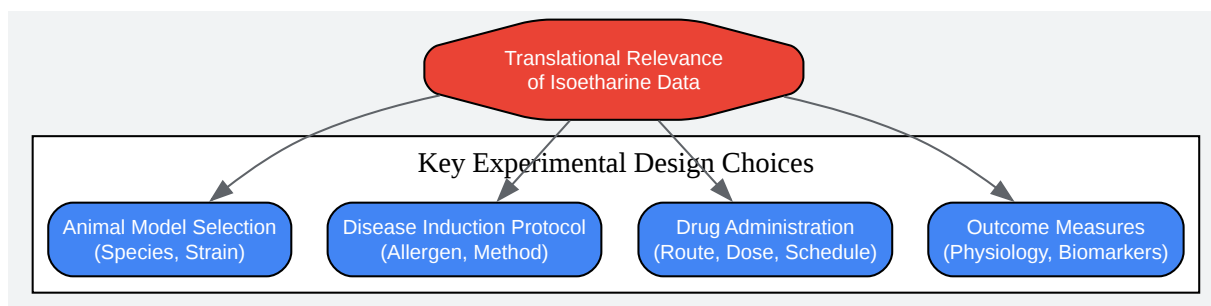 Translational Relevance
of Isoetharine Data
Key Experimental Design Choices
Animal Model Selection
(Species, Strain)
Disease Induction Protocol
(Allergen, Method)
Drug Administration
(Route, Dose, Schedule)
Outcome Measures
(Physiology, Biomarkers)